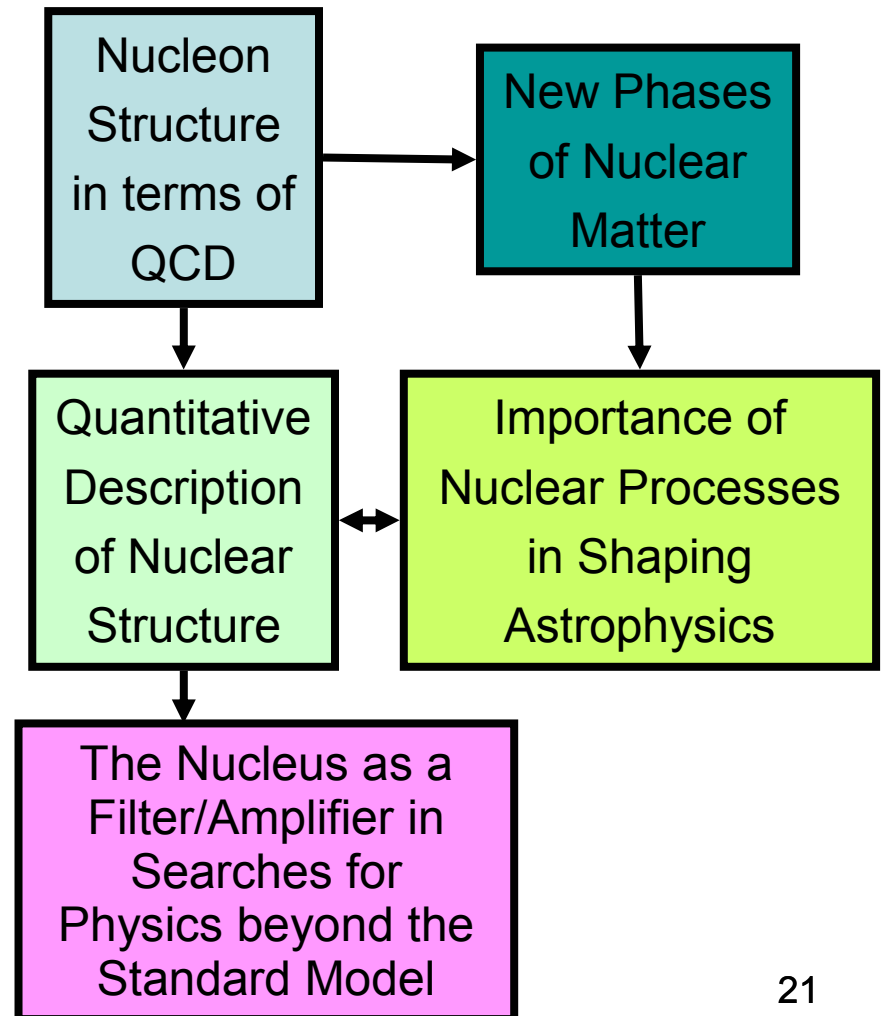 Nucleon
Structure
in terms of
QCD
New Phases
of Nuclear
Matter
Quantitative
Description
of Nuclear
Structure
Importance of
Nuclear Processes
in Shaping
Astrophysics
The Nucleus as a
Filter/Amplifier in
Searches for
Physics beyond the
Standard Model
21